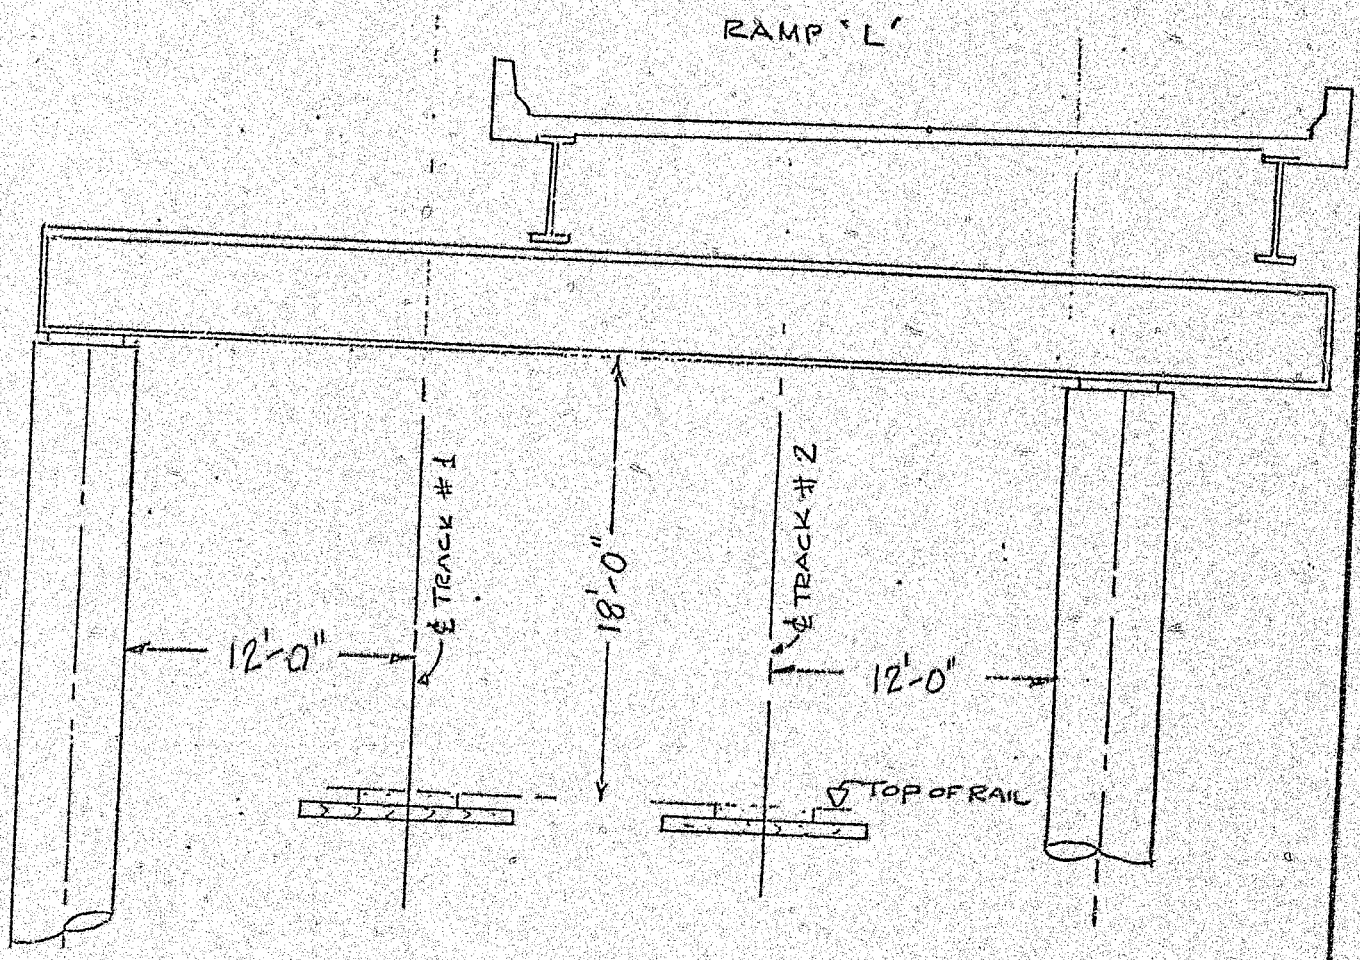 RAMP 'L'
℄ TRACK #1
18'-0"
℄ TRACK #2
12'-0"
12'-0"
TOP OF RAIL